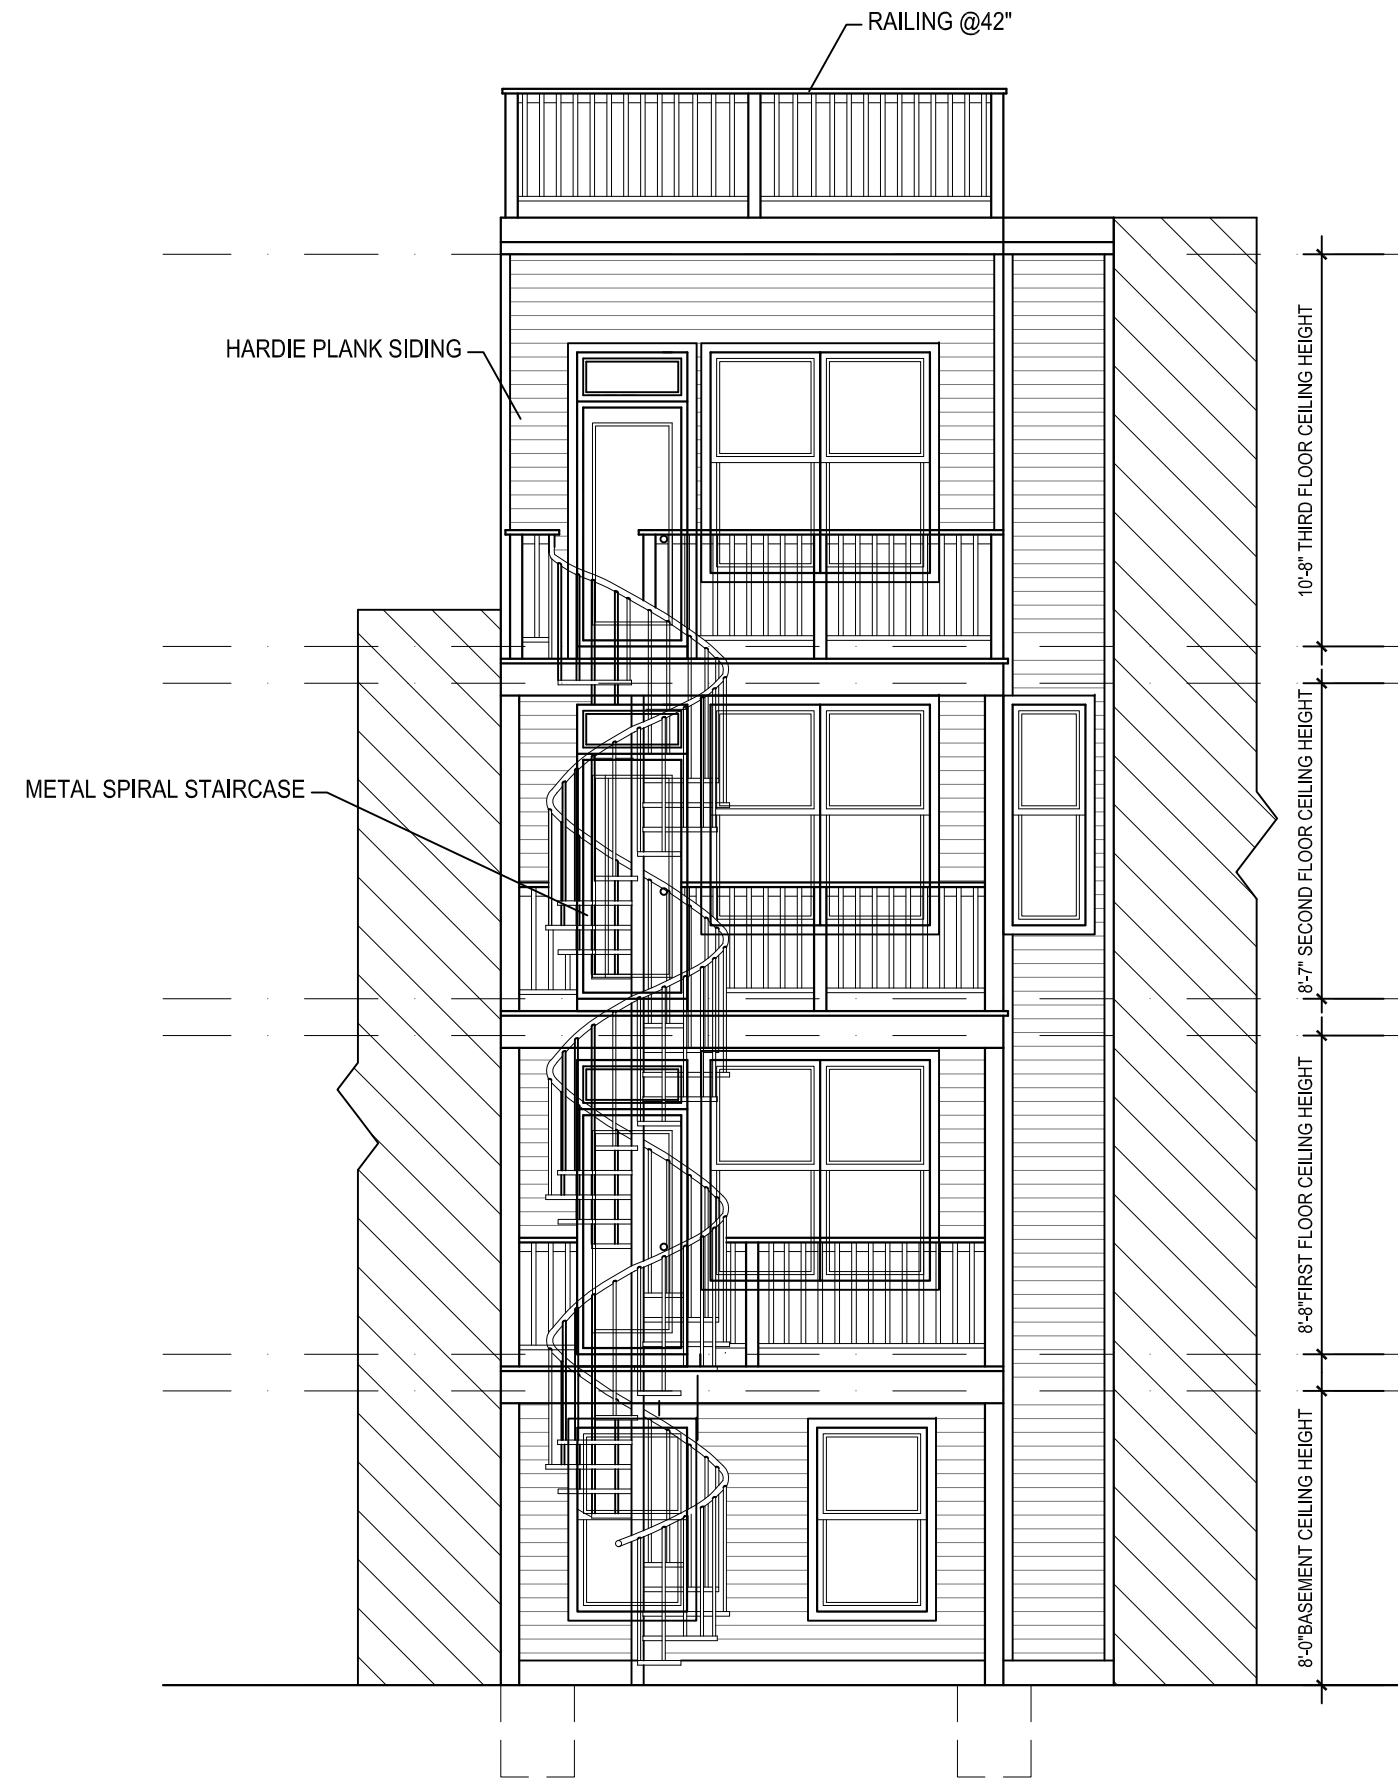 RAILING @42"
HARDIE PLANK SIDING
10'-8" THIRD FLOOR CEILING HEIGHT
METAL SPIRAL STAIRCASE
8'-7" SECOND FLOOR CEILING HEIGHT
8'-8"FIRST FLOOR CEILING HEIGHT
8'-0"BASEMENT CEILING HEIGHT